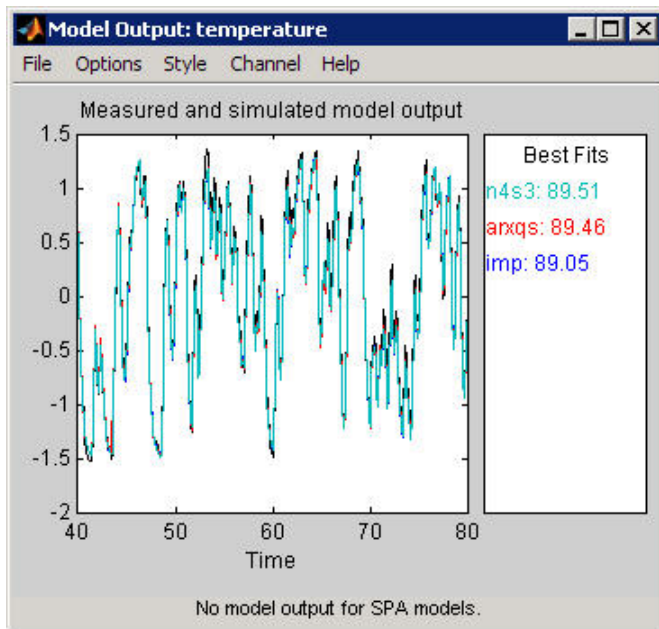 Model Output: temperature
File Options Style Channel Help
Measured and simulated model output
1.5
1
0.5
0
-0.5
-1
-1.5
-2
40 50 60 70 80
Time
Best Fits
n4s3: 89.51
arxqs: 89.46
imp: 89.05
No model output for SPA models.